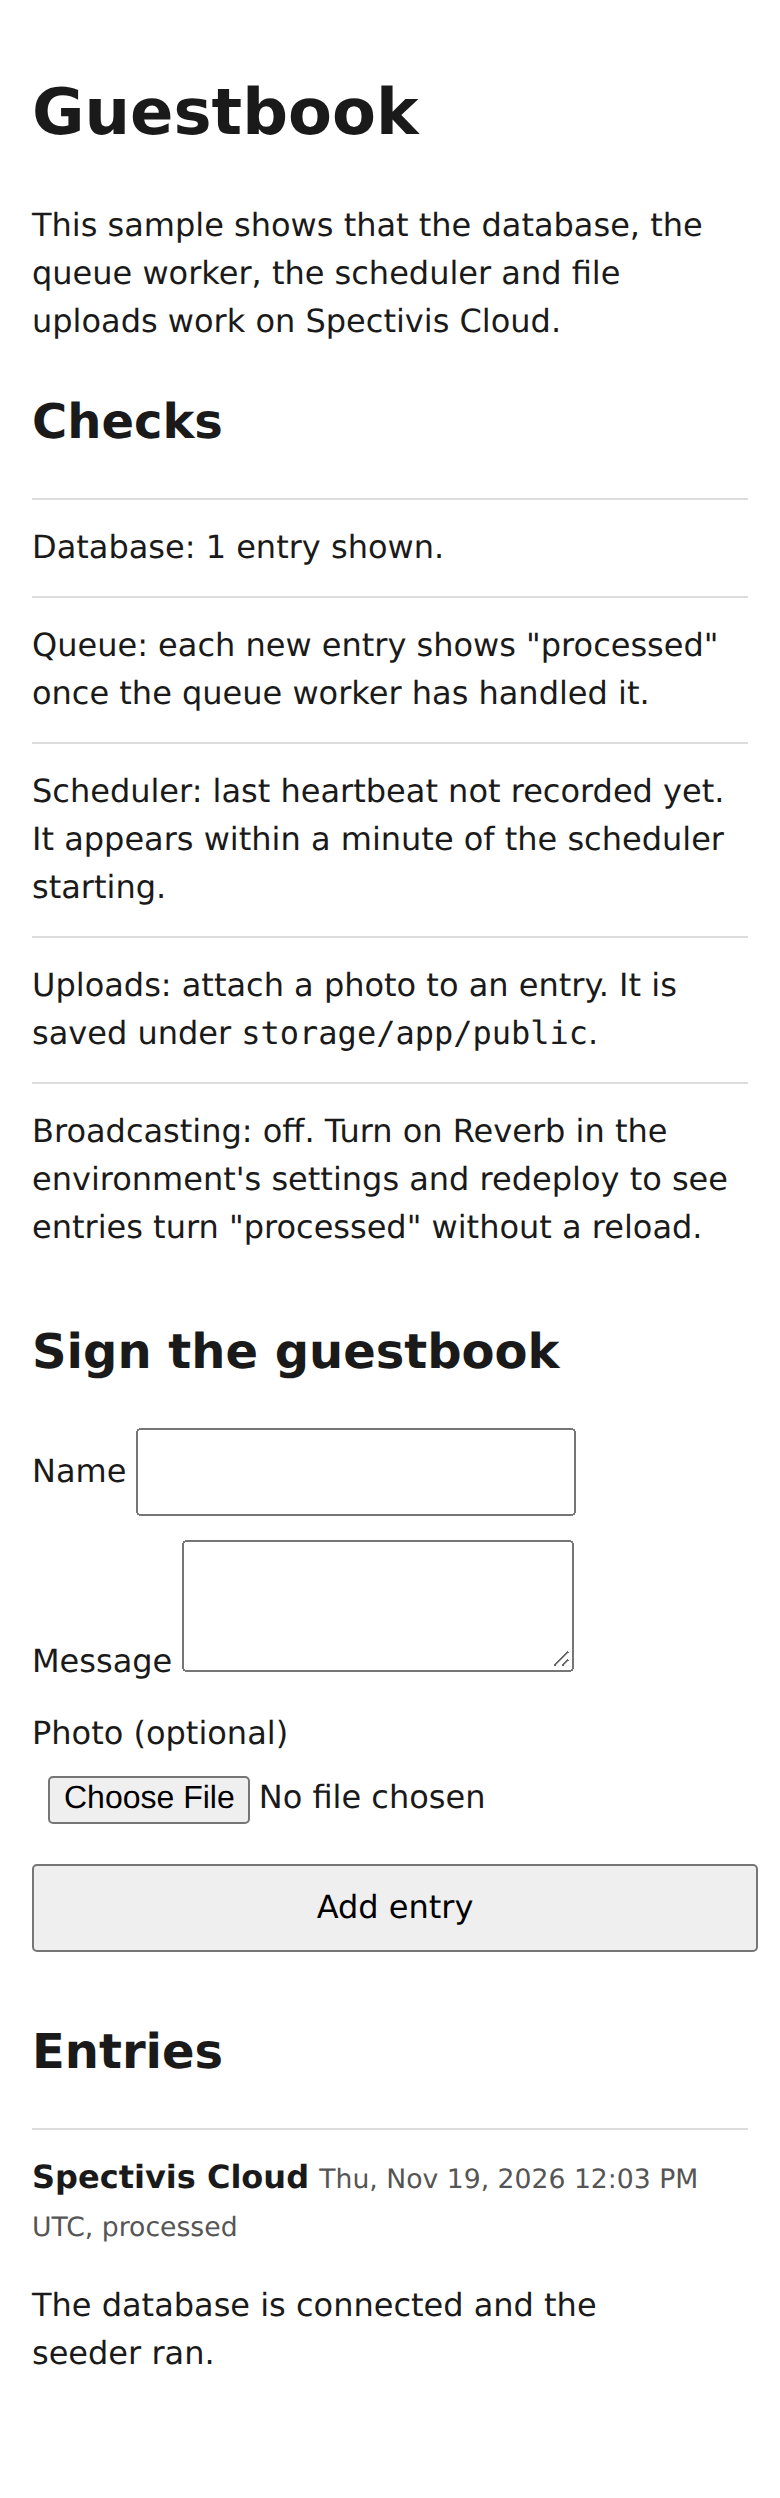 Guestbook
This sample shows that the database, the
queue worker, the scheduler and file
uploads work on Spectivis Cloud.
Checks
Database: 1 entry shown.
Queue: each new entry shows "processed"
once the queue worker has handled it.
Scheduler: last heartbeat not recorded yet.
It appears within a minute of the scheduler
starting.
Uploads: attach a photo to an entry. It is
saved under storage/app/public.
Broadcasting: off. Turn on Reverb in the
environment's settings and redeploy to see
entries turn "processed" without a reload.
Sign the guestbook
Name
Message
Photo (optional)
Choose File No file chosen
Add entry
Entries
Spectivis Cloud Thu, Nov 19, 2026 12:03 PM
UTC, processed
The database is connected and the
seeder ran.